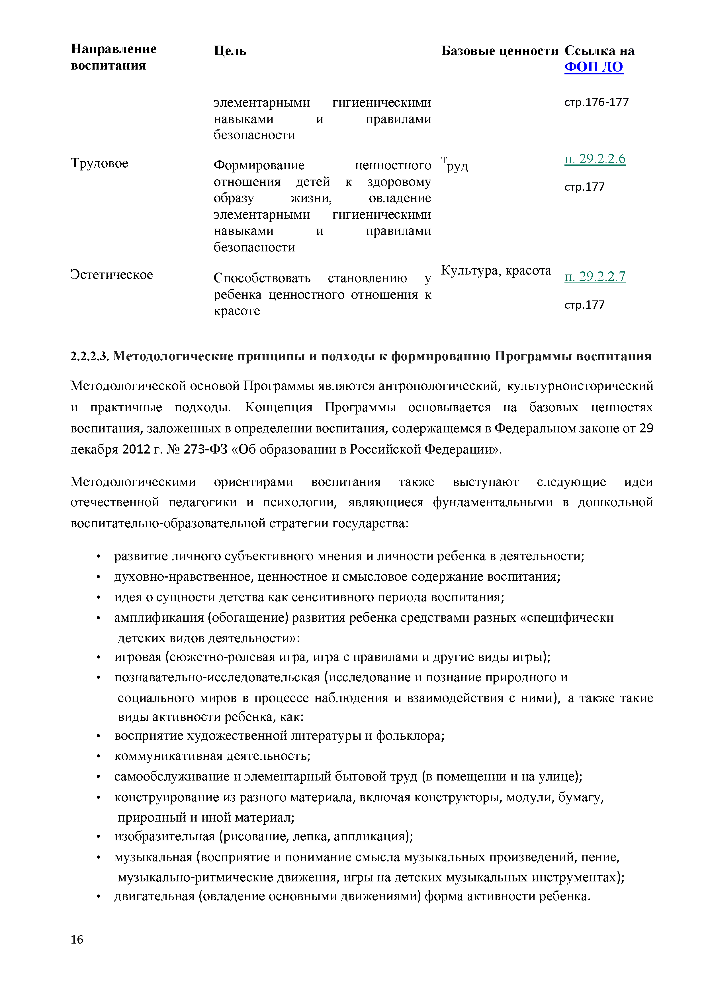 Направление
воспитания
Цель
Базовые ценности
Ссылка на
ФОП ДО
элементарными гигиеническими
навыками и правилами
безопасности
стр.176-177
Трудовое
Формирование ценностного
отношения детей к здоровому
образу жизни, овладение
элементарными гигиеническими
навыками и правилами
безопасности
Труд
п. 29.2.2.6
стр.177
Эстетическое
Способствовать становлению у
ребенка ценностного отношения к
красоте
Культура, красота
п. 29.2.2.7
стр.177
2.2.2.3. Методологические принципы и подходы к формированию Программы воспитания
Методологической основой Программы являются антропологический, культурноисторический
и практичные подходы. Концепция Программы основывается на базовых ценностях
воспитания, заложенных в определении воспитания, содержащемся в Федеральном законе от 29
декабря 2012 г. № 273-ФЗ «Об образовании в Российской Федерации».
Методологическими ориентирами воспитания также выступают следующие идеи
отечественной педагогики и психологии, являющиеся фундаментальными в дошкольной
воспитательно-образовательной стратегии государства:
• развитие личного субъективного мнения и личности ребенка в деятельности;
• духовно-нравственное, ценностное и смысловое содержание воспитания;
• идея о сущности детства как сенситивного периода воспитания;
• амплификация (обогащение) развития ребенка средствами разных «специфически
детских видов деятельности»:
• игровая (сюжетно-ролевая игра, игра с правилами и другие виды игры);
• познавательно-исследовательская (исследование и познание природного и
социального миров в процессе наблюдения и взаимодействия с ними), а также такие
виды активности ребенка, как:
• восприятие художественной литературы и фольклора;
• коммуникативная деятельность;
• самообслуживание и элементарный бытовой труд (в помещении и на улице);
• конструирование из разного материала, включая конструкторы, модули, бумагу,
природный и иной материал;
• изобразительная (рисование, лепка, аппликация);
• музыкальная (восприятие и понимание смысла музыкальных произведений, пение,
музыкально-ритмические движения, игры на детских музыкальных инструментах);
• двигательная (овладение основными движениями) форма активности ребенка.
16